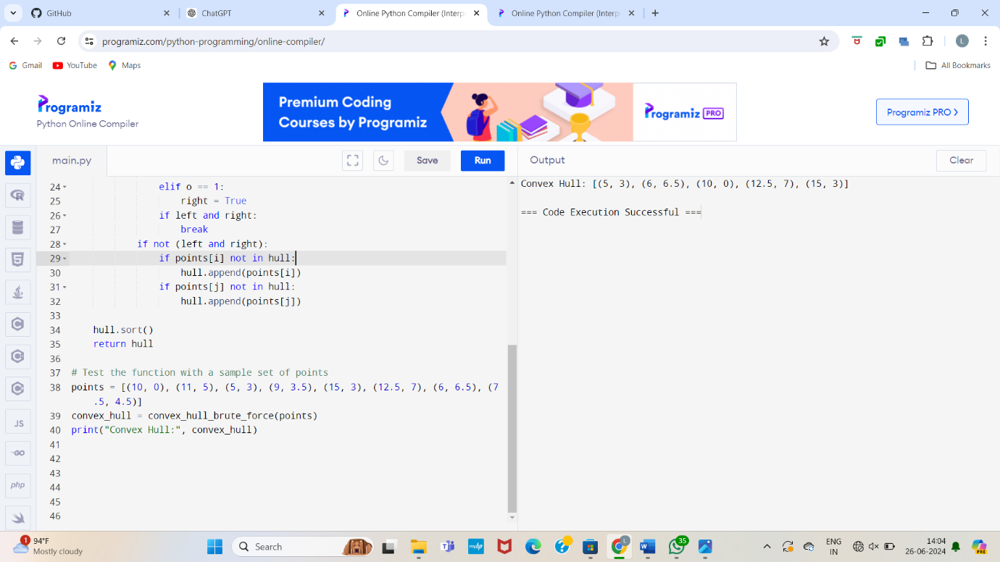 GitHub
ChatGPT
Online Python Compiler (Interp
Online Python Compiler (Interp
programiz.com/python-programming/online-compiler/
L
Gmail
YouTube
Maps
All Bookmarks
Programiz
Python Online Compiler
Premium Coding
Courses by Programiz
Programiz PRO
Programiz PRO
main.py
Save
Run
Output
Clear
24 elif o == 1:
25 right = True
26 if left and right:
27 break
28 if not (left and right):
29 if points[i] not in hull:
30 hull.append(points[i])
31 if points[j] not in hull:
32 hull.append(points[j])
33
34 hull.sort()
35 return hull
36
37 # Test the function with a sample set of points
38 points = [(10, 0), (11, 5), (5, 3), (9, 3.5), (15, 3), (12.5, 7), (6, 6.5), (7
.5, 4.5)]
39 convex_hull = convex_hull_brute_force(points)
40 print("Convex Hull:", convex_hull)
41
42
43
44
45
46
Convex Hull: [(5, 3), (6, 6.5), (10, 0), (12.5, 7), (15, 3)]
=== Code Execution Successful ===
JS
GO
php
1
94°F
Mostly cloudy
Search
myhp
L
35
ENG
IN
14:04
26-06-2024
PRE